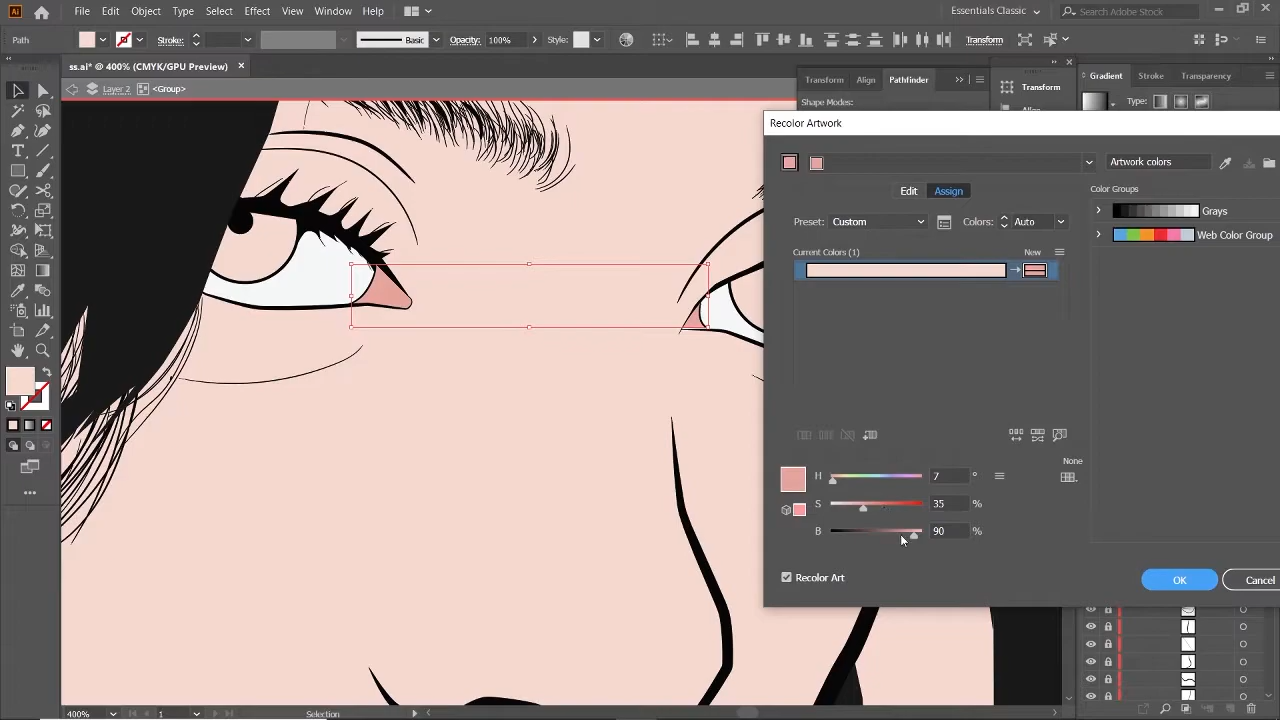 Ai File Edit Object Type Select Effect View Window Help Essentials Classic Search Adobe Stock
Path Stroke: Basic Opacity: 100% Style: Transform
ss.ai* @ 400% (CMYK/GPU Preview)
Layer 2 <Group>
Transform Align Pathfinder
Shape Modes:
Transform
Align
Gradient Stroke Transparency
Type:
Recolor Artwork
Artwork colors
Edit Assign
Color Groups
Grays
Web Color Group
Preset: Custom Colors: Auto
Current Colors (1) New
None
H 7 °
S 35 %
B 90 %
Recolor Art
OK Cancel
400% 1 Selection